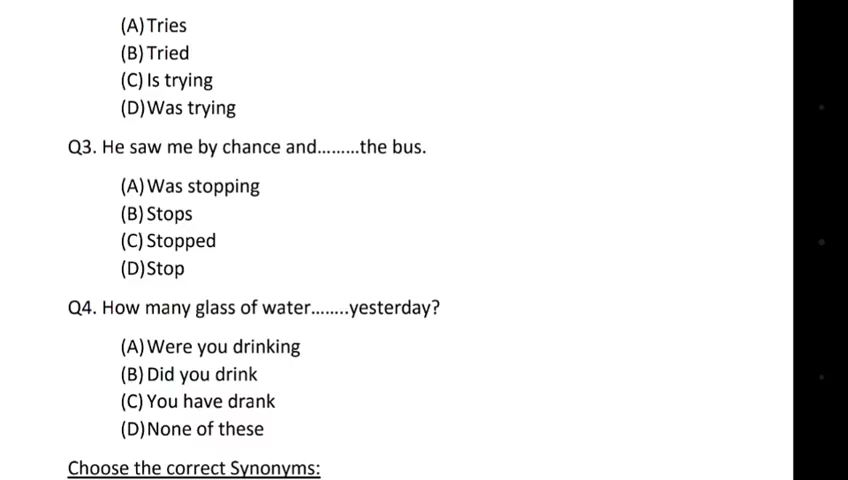 (A) Tries
(B) Tried
(C) Is trying
(D) Was trying
Q3. He saw me by chance and.........the bus.
(A) Was stopping
(B) Stops
(C) Stopped
(D) Stop
Q4. How many glass of water........yesterday?
(A) Were you drinking
(B) Did you drink
(C) You have drank
(D) None of these
Choose the correct Synonyms: